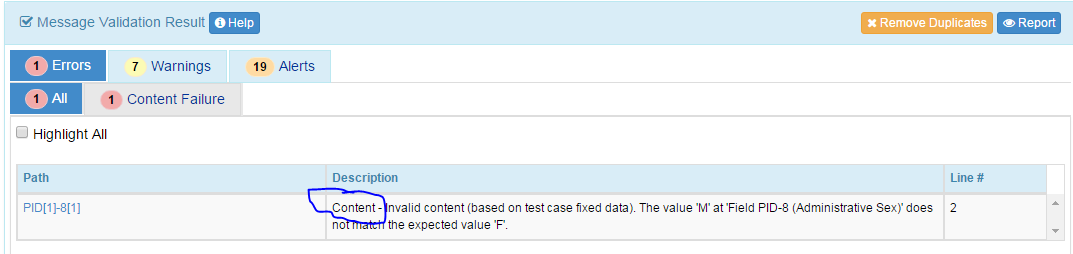 Message Validation Result Help
Remove Duplicates Report
1 Errors 7 Warnings 19 Alerts
1 All 1 Content Failure
Highlight All
Path Description Line #
PID[1]-8[1] Content - Invalid content (based on test case fixed data). The value 'M' at 'Field PID-8 (Administrative Sex)' does 2
not match the expected value 'F'.